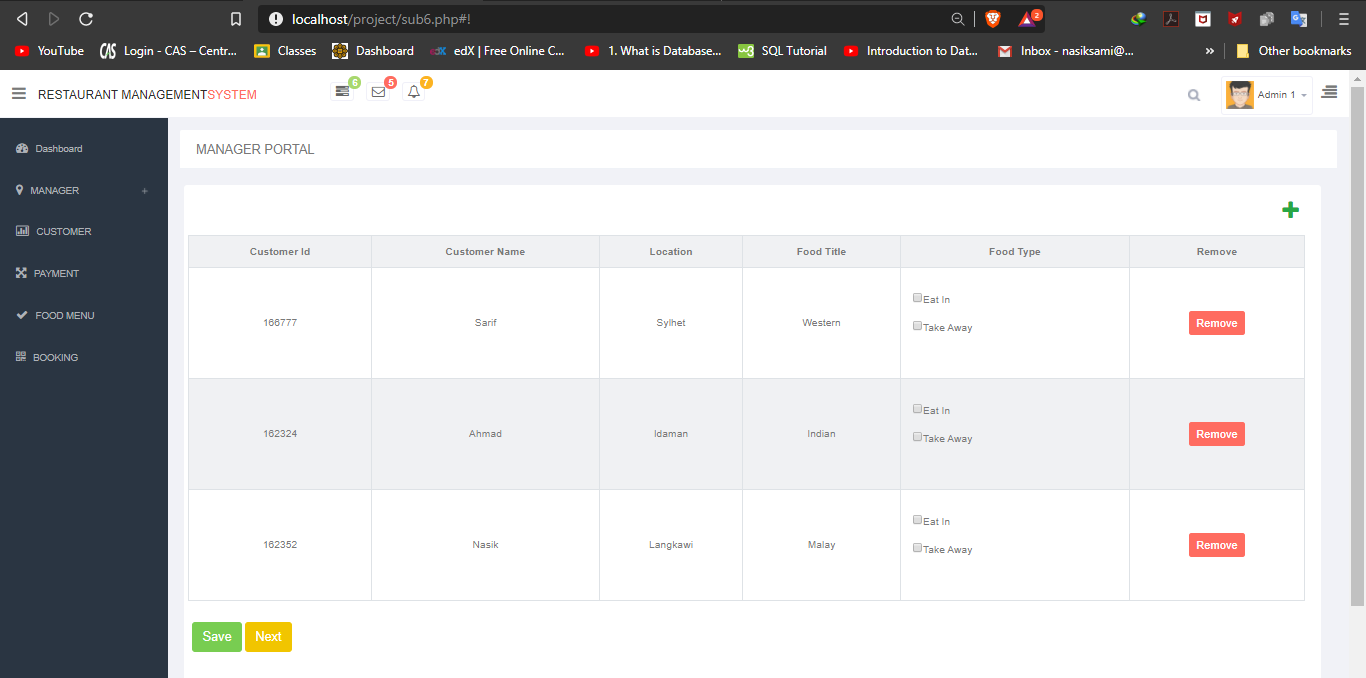 localhost/project/sub6.php#! 2
YouTube Login - CAS – Centr... Classes Dashboard edX | Free Online C... 1. What is Database... SQL Tutorial Introduction to Dat... Inbox - nasiksami@... » Other bookmarks
RESTAURANT MANAGEMENTSYSTEM 6 5 7 Admin 1
Dashboard
MANAGER +
CUSTOMER
PAYMENT
FOOD MENU
BOOKING
MANAGER PORTAL
Customer Id Customer Name Location Food Title Food Type Remove
166777 Sarif Sylhet Western Eat In Take Away Remove
162324 Ahmad Idaman Indian Eat In Take Away Remove
162352 Nasik Langkawi Malay Eat In Take Away Remove
Save Next